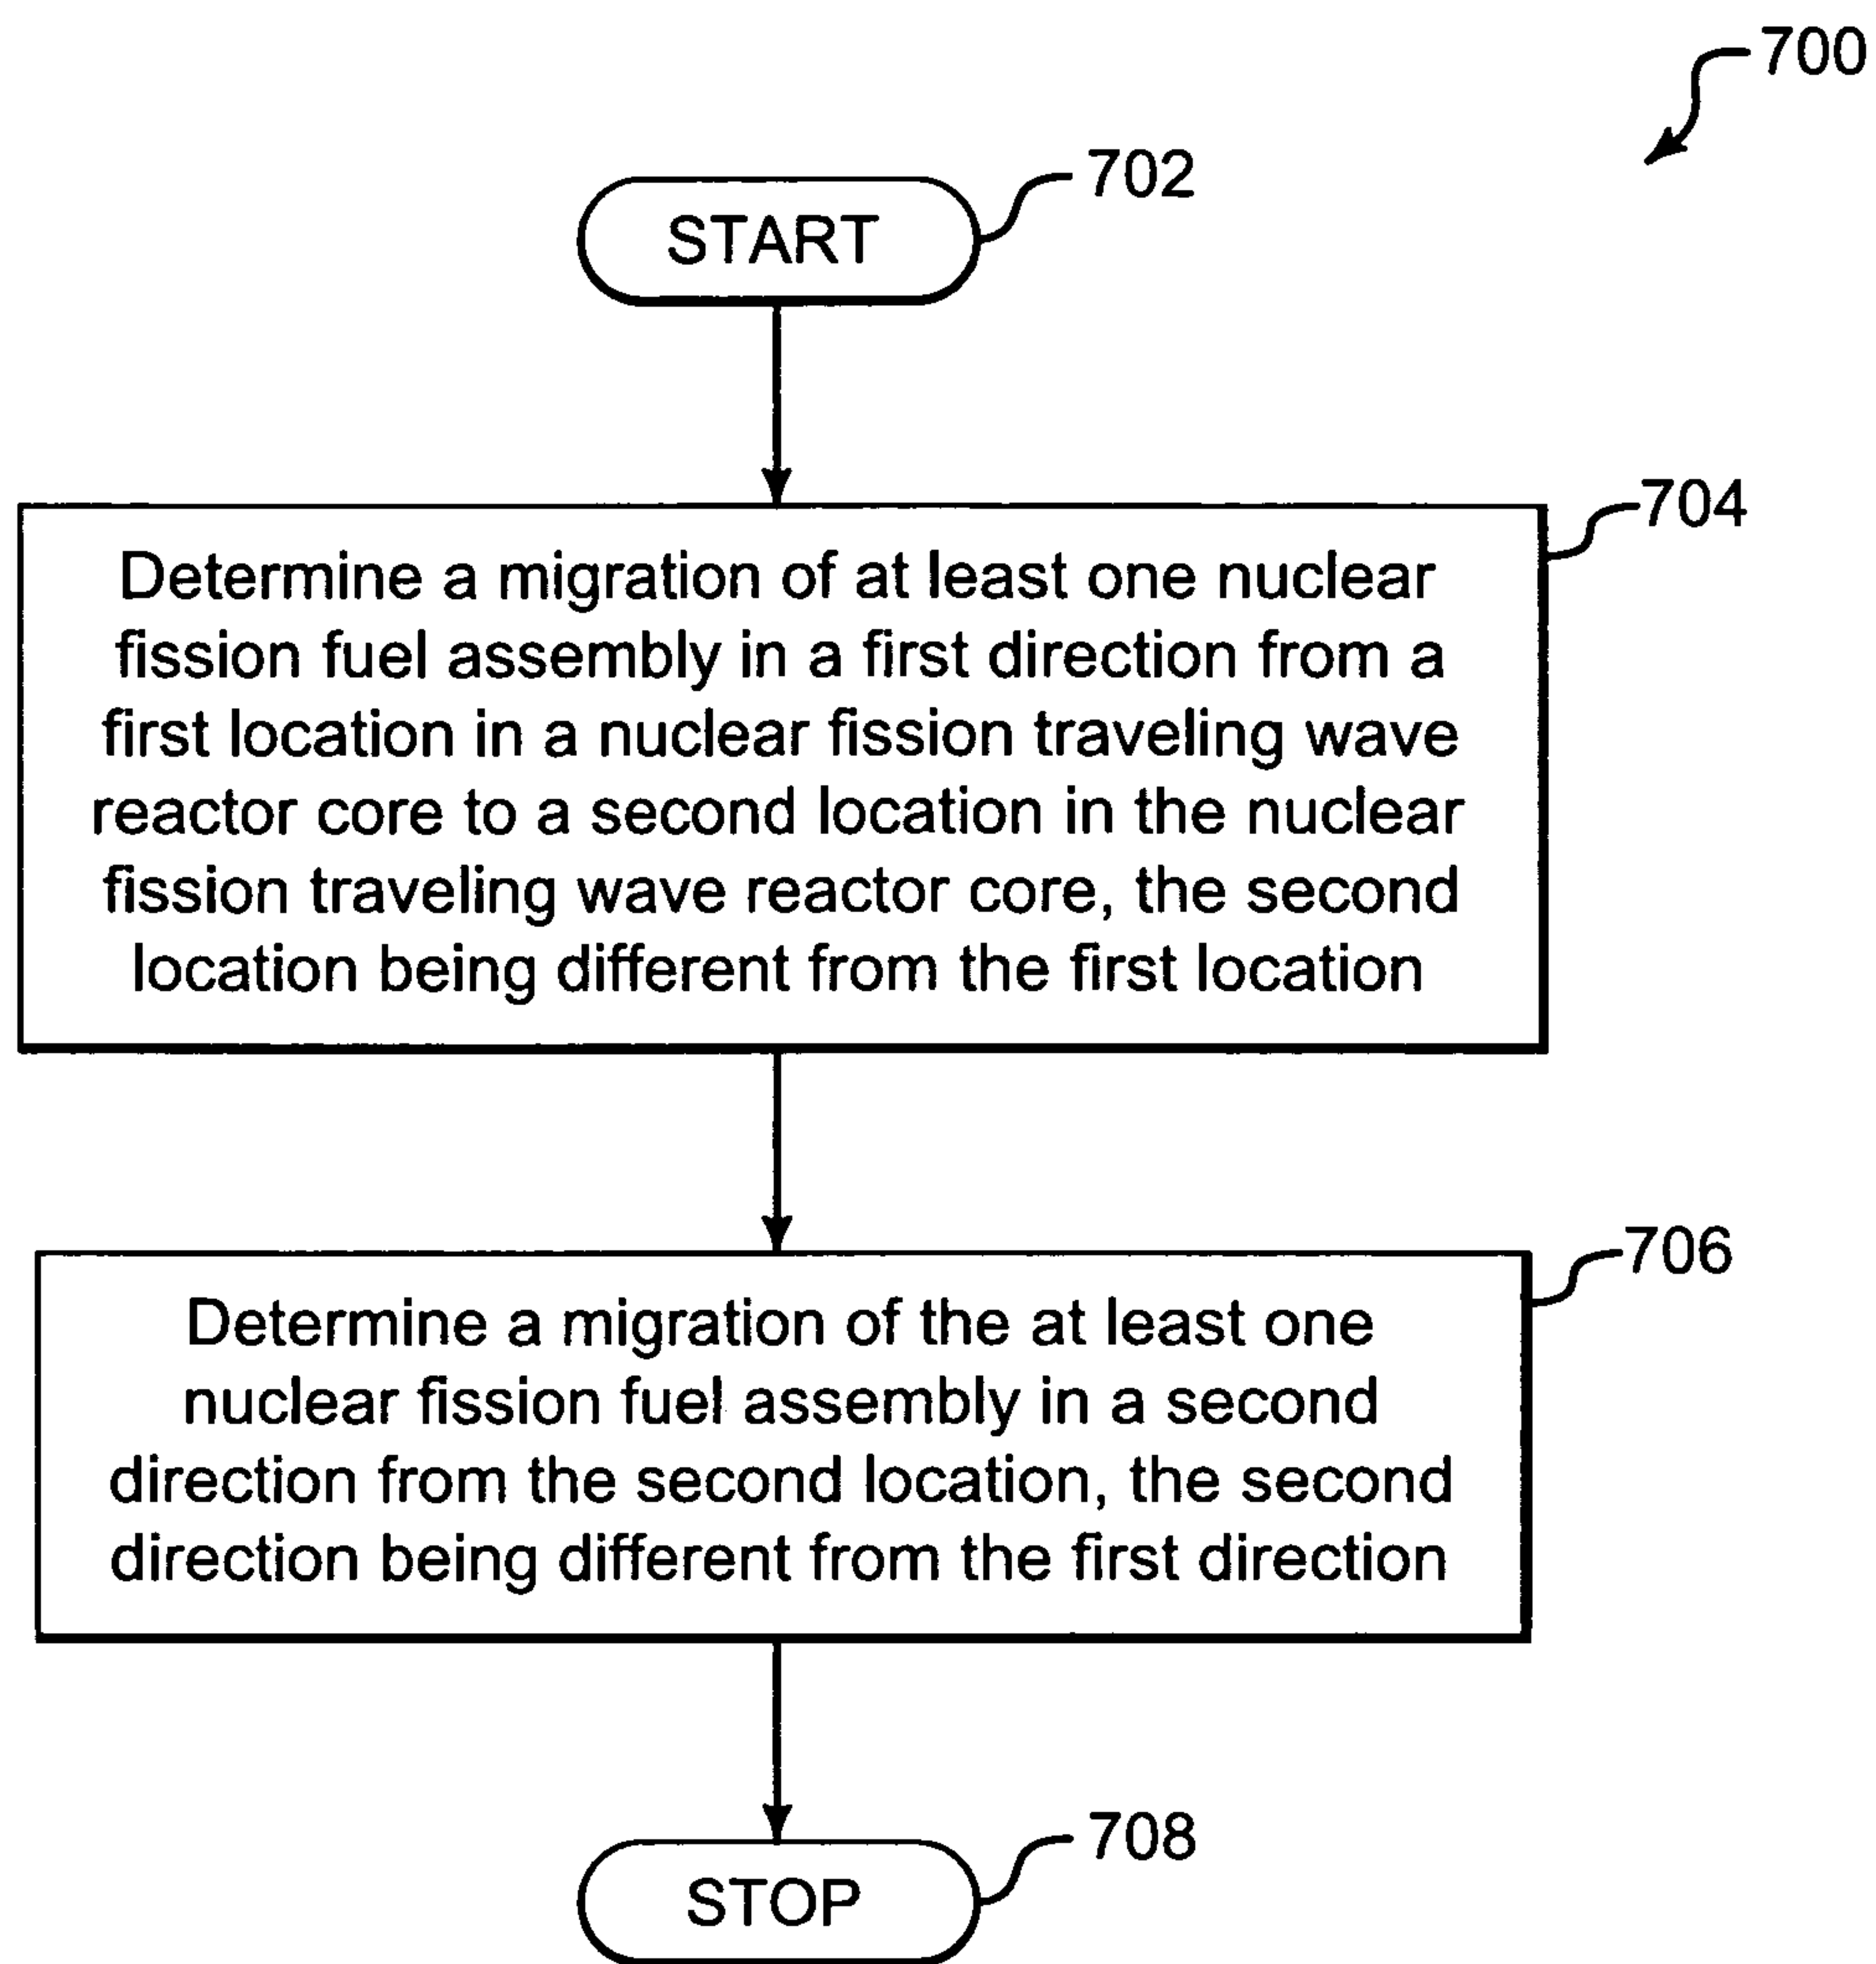 700
702
START
704
Determine a migration of at least one nuclear
fission fuel assembly in a first direction from a
first location in a nuclear fission traveling wave
reactor core to a second location in the nuclear
fission traveling wave reactor core, the second
location being different from the first location
706
Determine a migration of the at least one
nuclear fission fuel assembly in a second
direction from the second location, the second
direction being different from the first direction
708
STOP